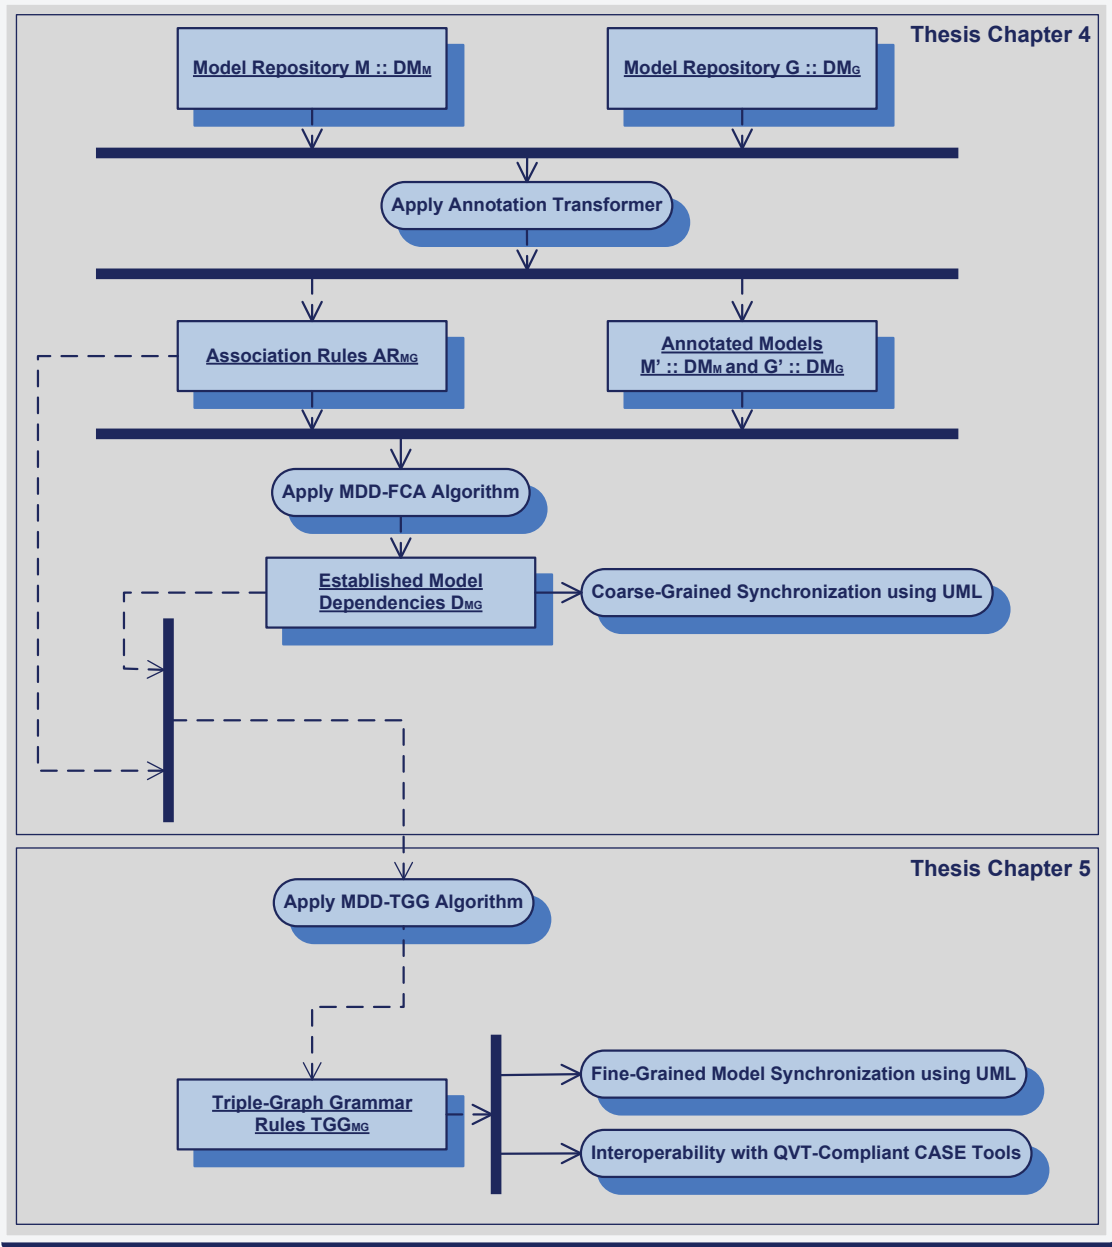 Thesis Chapter 4
Model Repository M :: DMM
Model Repository G :: DMG
Apply Annotation Transformer
Association Rules ARMG
Annotated Models
M' :: DMM and G' :: DMG
Apply MDD-FCA Algorithm
Established Model
Dependencies DMG
Coarse-Grained Synchronization using UML
Thesis Chapter 5
Apply MDD-TGG Algorithm
Fine-Grained Model Synchronization using UML
Triple-Graph Grammar
Rules TGGMG
Interoperability with QVT-Compliant CASE Tools